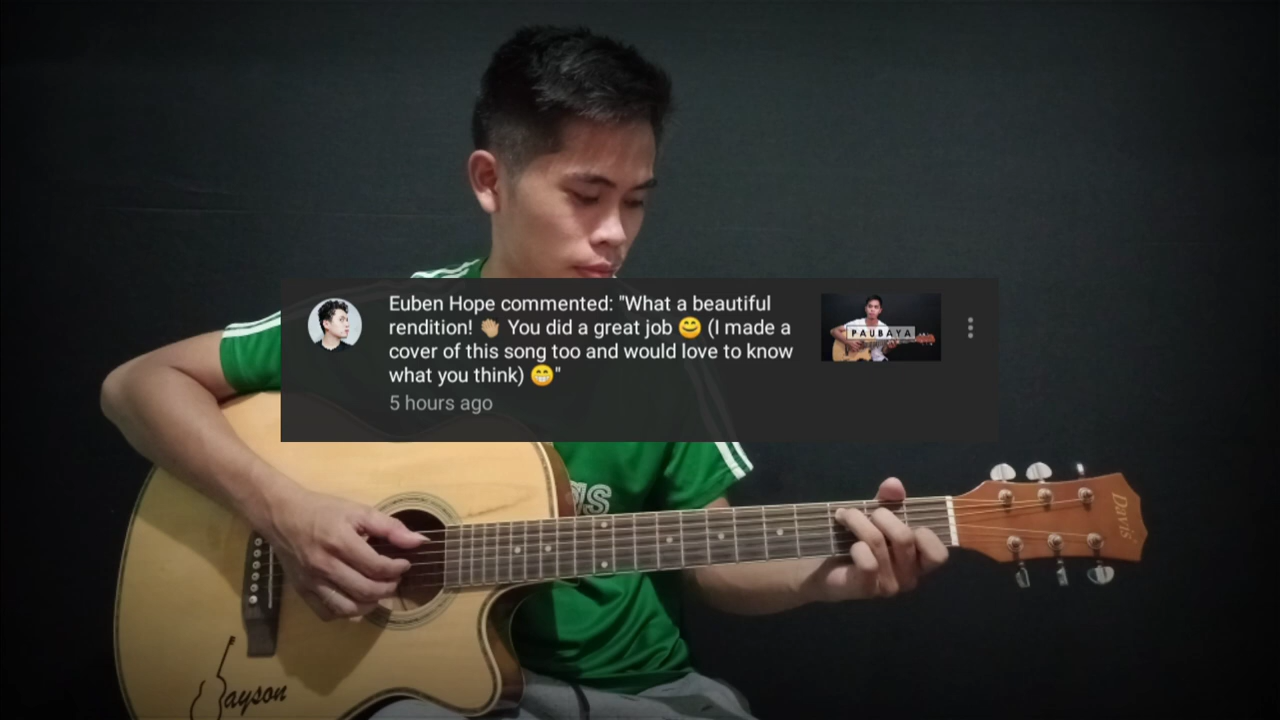 Euben Hope commented: "What a beautiful
rendition! 👏🏼 You did a great job 😊 (I made a
cover of this song too and would love to know
what you think) 😁"
5 hours ago
PAUBAYA
Davis
ayson